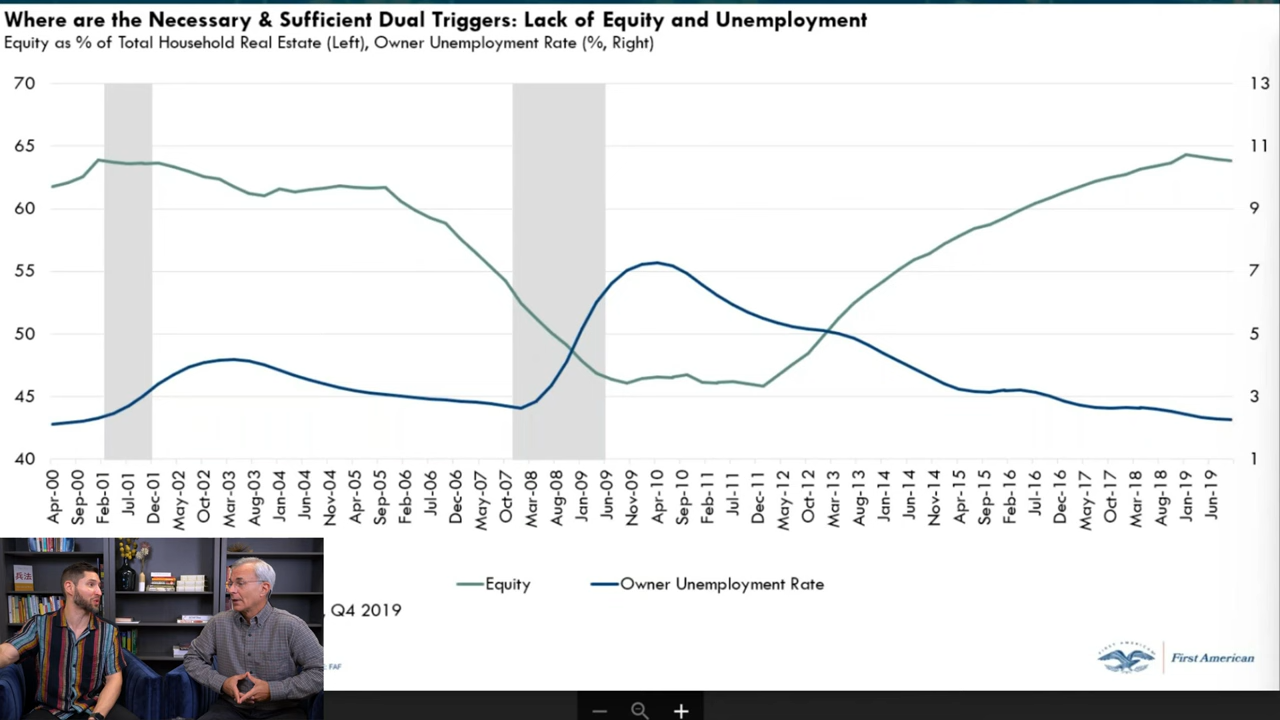 Where are the Necessary & Sufficient Dual Triggers: Lack of Equity and Unemployment
Equity as % of Total Household Real Estate (Left), Owner Unemployment Rate (%, Right)
70
65
60
55
50
45
40
13
11
9
7
5
3
1
Apr-00
Sep-00
Feb-01
Jul-01
Dec-01
May-02
Oct-02
Mar-03
Aug-03
Jan-04
Jun-04
Nov-04
Apr-05
Sep-05
Feb-06
Jul-06
Dec-06
May-07
Oct-07
Mar-08
Aug-08
Jan-09
Jun-09
Nov-09
Apr-10
Sep-10
Feb-11
Jul-11
Dec-11
May-12
Oct-12
Mar-13
Aug-13
Jan-14
Jun-14
Nov-14
Apr-15
Sep-15
Feb-16
Jul-16
Dec-16
May-17
Oct-17
Mar-18
Aug-18
Jan-19
Jun-19
Equity
Owner Unemployment Rate
, Q4 2019
: FAF
兵法
First American